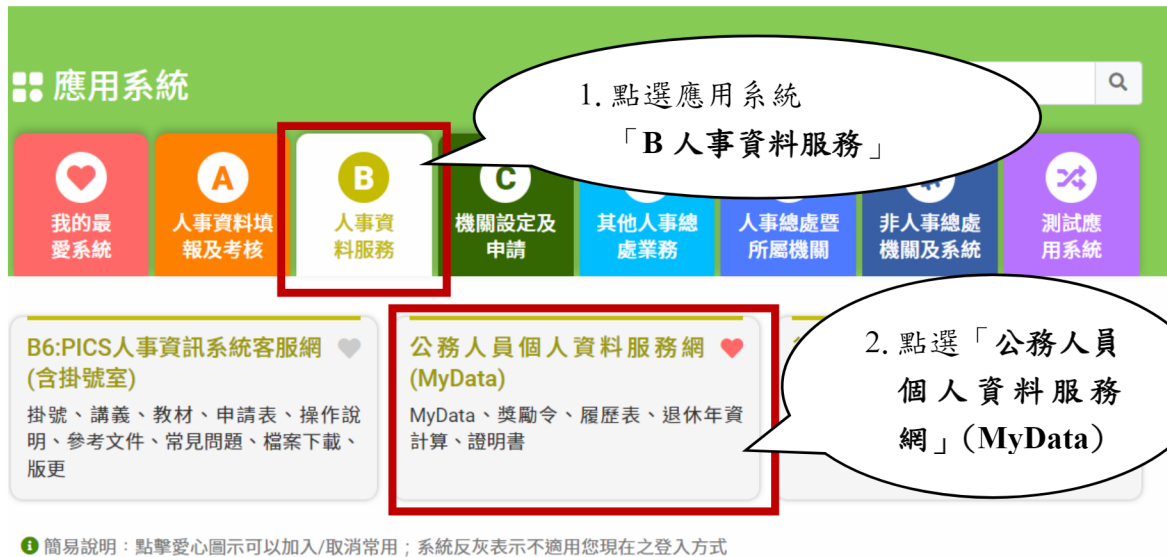 應用系統
1. 點選應用系統
「B 人事資料服務」
我的最
愛系統
A
人事資料填
報及考核
B
人事資
料服務
C
機關設定及
申請
其他人事總
處業務
人事總處暨
所屬機關
非人事總處
機關及系統
測試應
用系統
B6:PICS人事資訊系統客服網
(含掛號室)
掛號、講義、教材、申請表、操作說
明、參考文件、常見問題、檔案下載、
版更
公務人員個人資料服務網
(MyData)
MyData、獎勵令、履歷表、退休年資
計算、證明書
2. 點選「公務人員
個人資料服務
網」(MyData)
簡易說明：點擊愛心圖示可以加入/取消常用；系統反灰表示不適用您現在之登入方式